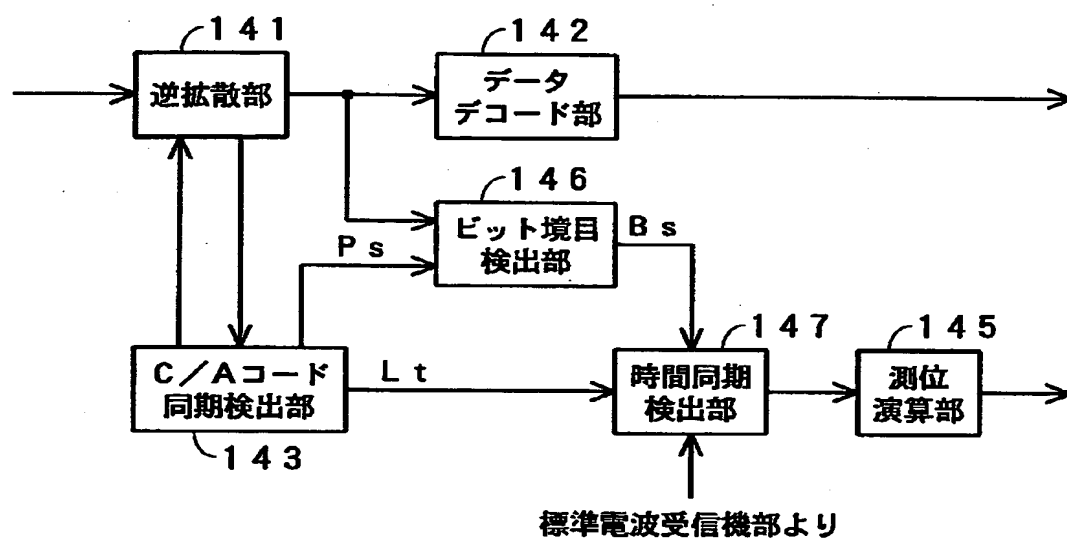 141
逆拡散部
142
データ
デコード部
146
ビット境目
検出部
Ps
Bs
C/Aコード
同期検出部
143
Lt
147
時間同期
検出部
145
測位
演算部
標準電波受信機部より